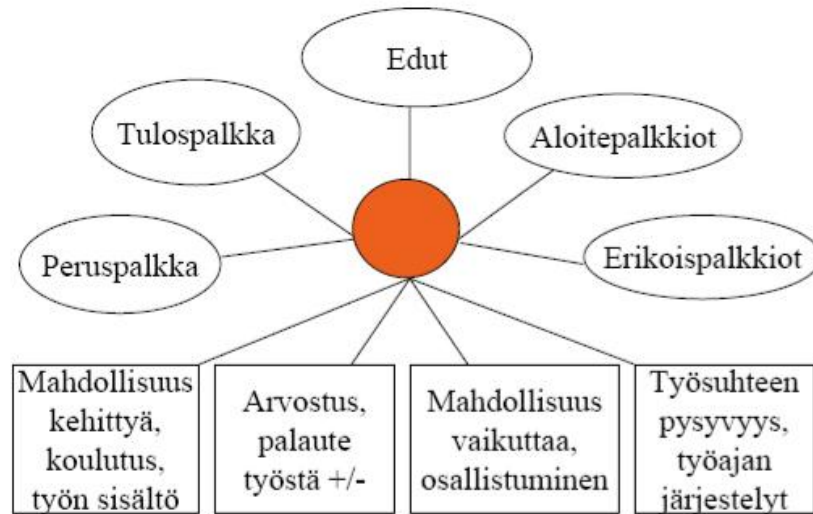 Edut
Tulospalkka
Aloitepalkkiot
Peruspalkka
Erikoispalkkiot
Mahdollisuus
kehittyä,
koulutus,
työn sisältö
Arvostus,
palaute
työstä +/-
Mahdollisuus
vaikuttaa,
osallistuminen
Työsuhteen
pysyvyys,
työajan
järjestelyt